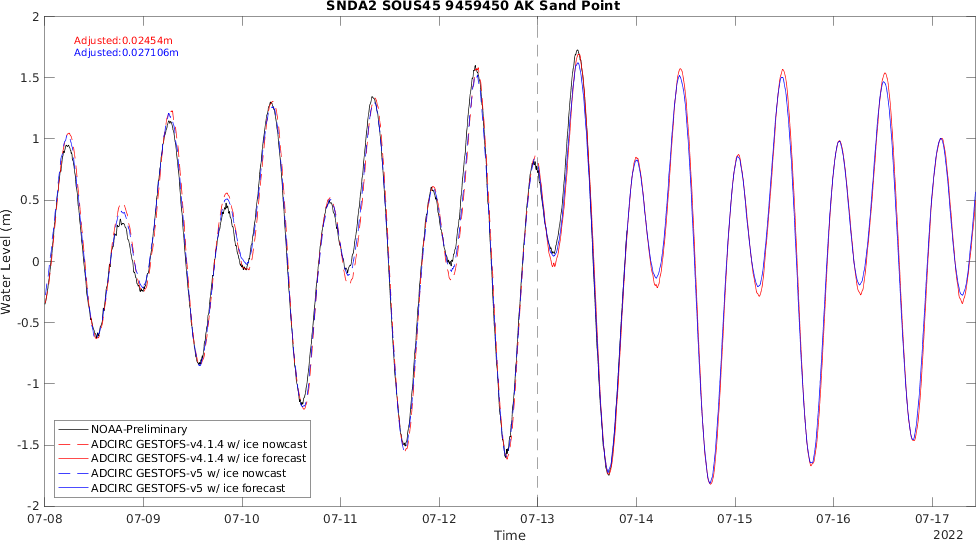 SNDA2 SOUS45 9459450 AK Sand Point
Adjusted:0.02454m
Adjusted:0.027106m
Water Level (m)
2
1.5
1
0.5
0
-0.5
-1
-1.5
-2
NOAA-Preliminary
ADCIRC GESTOFS-v4.1.4 w/ ice nowcast
ADCIRC GESTOFS-v4.1.4 w/ ice forecast
ADCIRC GESTOFS-v5 w/ ice nowcast
ADCIRC GESTOFS-v5 w/ ice forecast
07-08 07-09 07-10 07-11 07-12 07-13 07-14 07-15 07-16 07-17
2022
Time